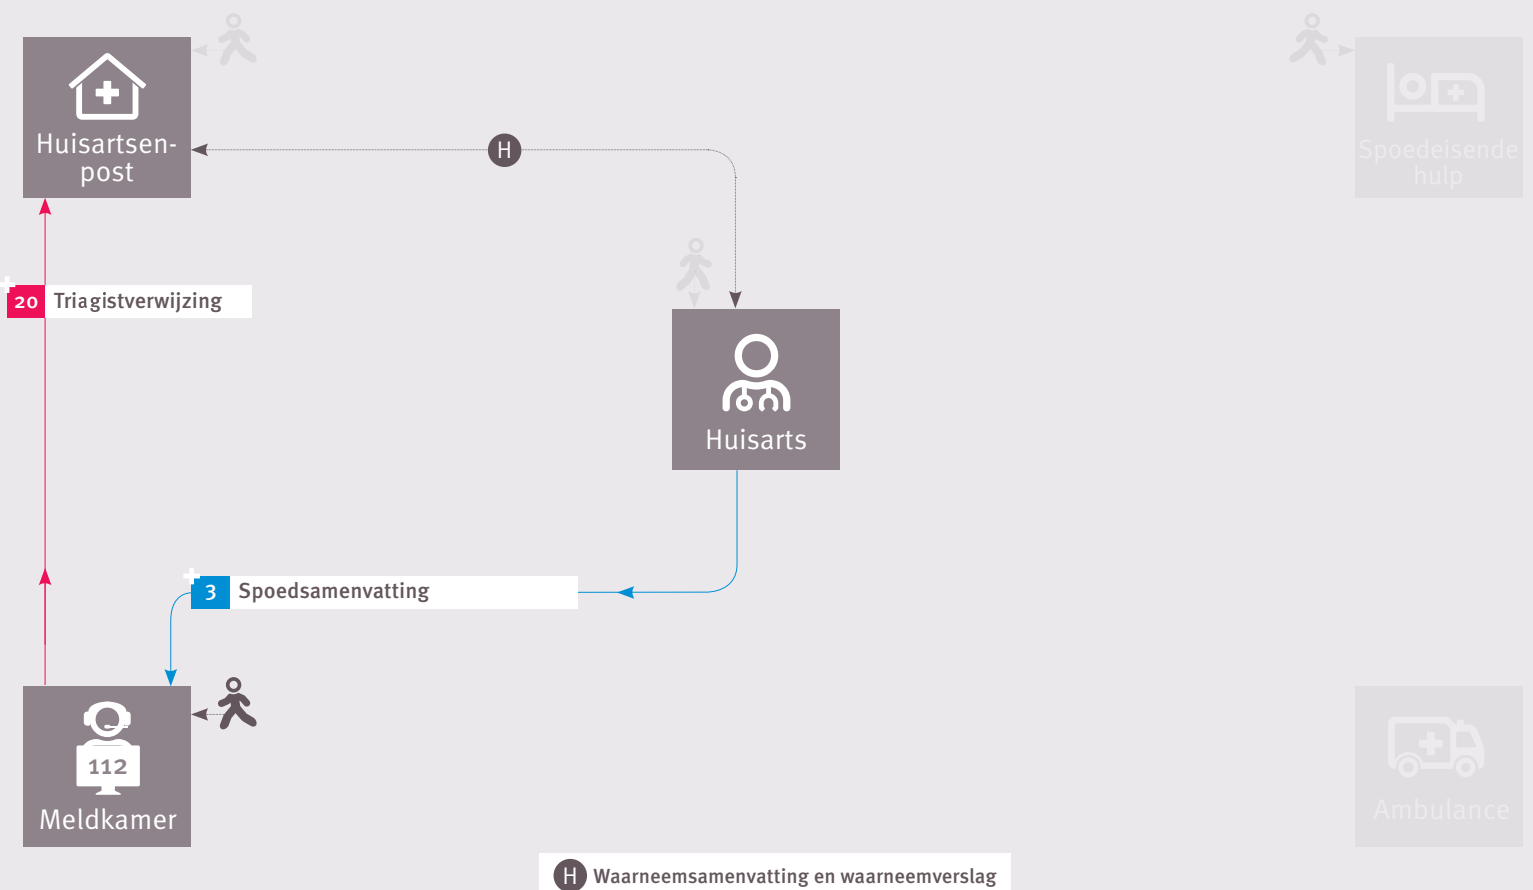 Huisartsen-
post
H
Spoedeisende
hulp
20 Triagistverwijzing
Huisarts
3 Spoedsamenvatting
112
Meldkamer
Ambulance
H Waarneemsamenvatting en waarneemverslag